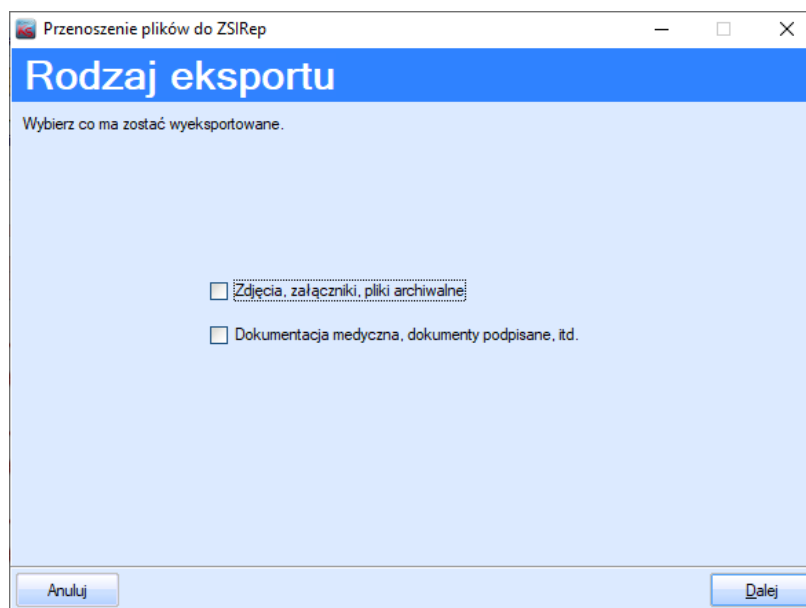 Przenoszenie plików do ZSIRep
Rodzaj eksportu
Wybierz co ma zostać wyeksportowane.
Zdjęcia, załączniki, pliki archiwalne
Dokumentacja medyczna, dokumenty podpisane, itd.
Anuluj
Dalej